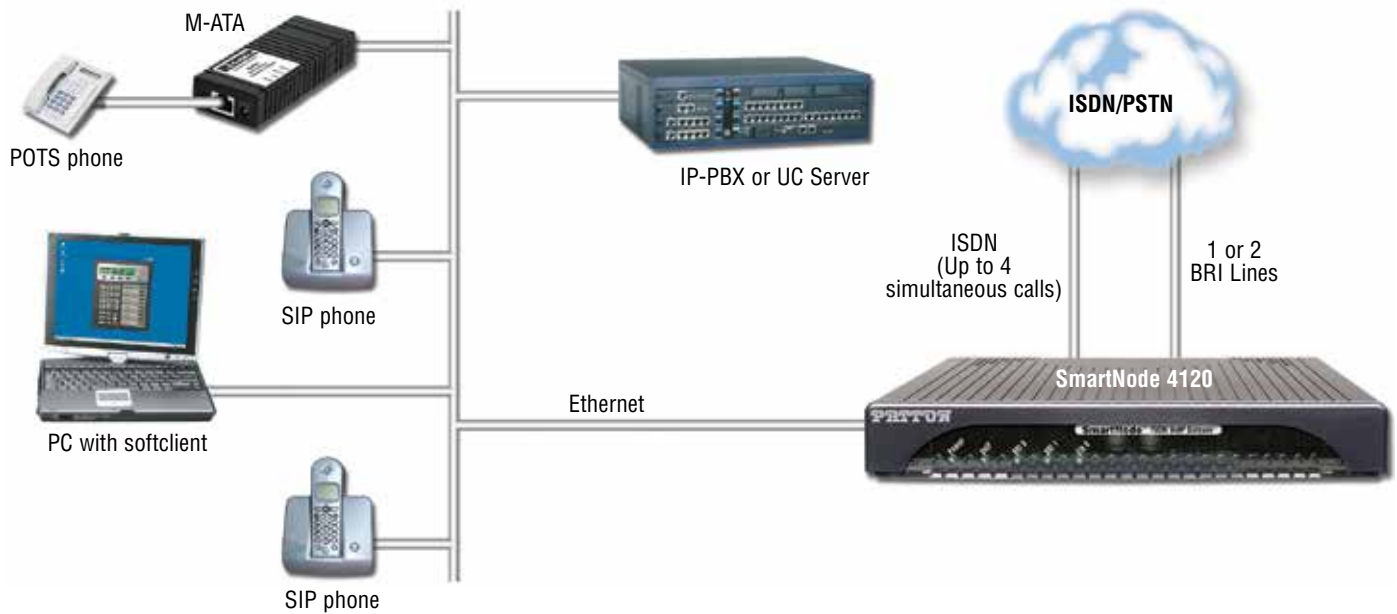 M-ATA
POTS phone
IP-PBX or UC Server
ISDN/PSTN
SIP phone
ISDN
(Up to 4
simultaneous calls)
1 or 2
BRI Lines
PC with softclient
Ethernet
SmartNode 4120
PATTON
SmartNode
SIP phone